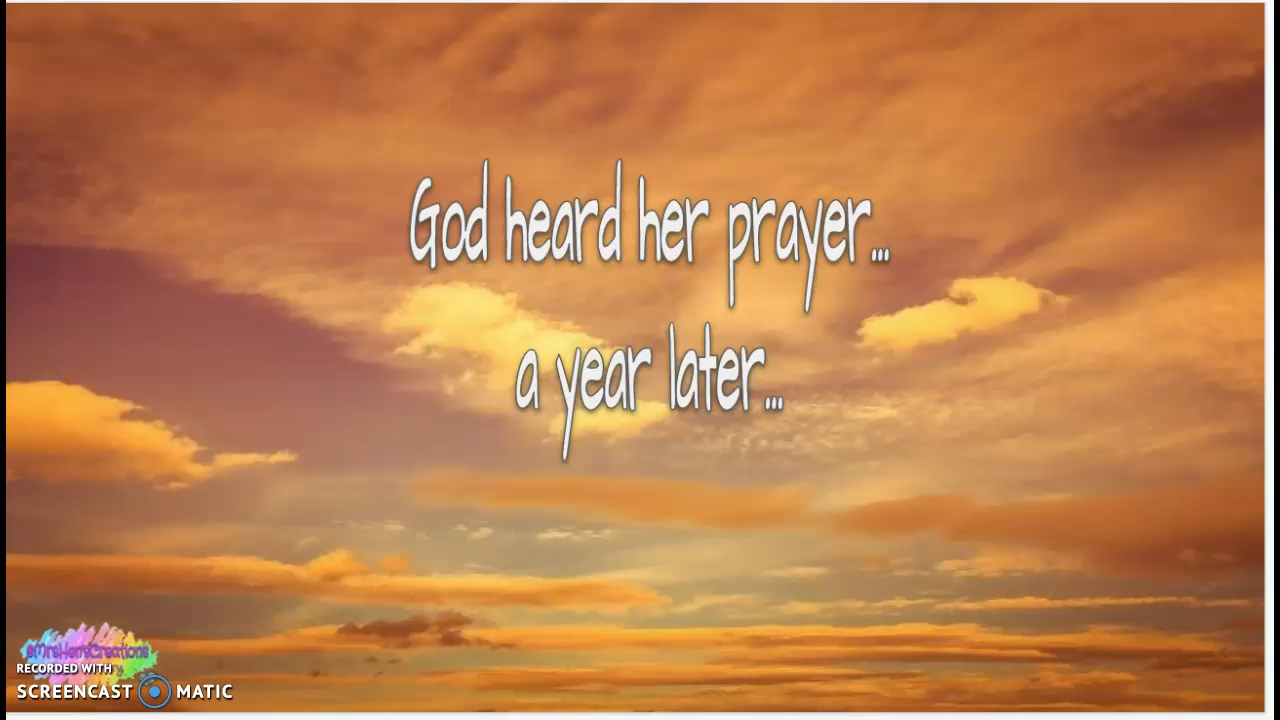 God heard her prayer...
a year later...
RECORDED WITH
SCREENCAST MATIC